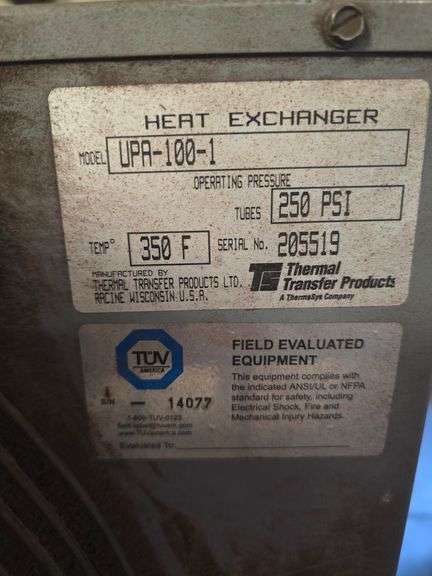 HEAT EXCHANGER
MODEL UPA-100-1
OPERATING PRESSURE
TUBES 250 PSI
TEMP° 350 F SERIAL No. 205519
MANUFACTURED BY
THERMAL TRANSFER PRODUCTS LTD.
RACINE WISCONSIN U.S.A.
Thermal
Transfer Products
A ThermaSys Company
TÜV
AMERICA
FIELD EVALUATED
EQUIPMENT
This equipment complies with
the indicated ANSI/UL or NFPA
standard for safety, including
Electrical Shock, Fire and
Mechanical Injury Hazards.
S/N - 14077
1-800-TUV-0123
www.TUVamerica.com
Evaluated To: